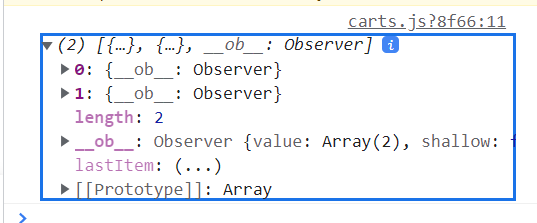 carts.js?8f66:11
(2) [{…}, {…}, __ob__: Observer] i
0: {__ob__: Observer}
1: {__ob__: Observer}
length: 2
__ob__: Observer {value: Array(2), shallow: f
lastItem: (...)
[[Prototype]]: Array